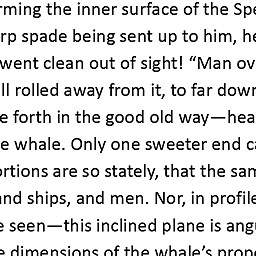 rming the inner surface of the Spe
rp spade being sent up to him, he
went clean out of sight! “Man ov
ll rolled away from it, to far down
e forth in the good old way—hea
e whale. Only one sweeter end ca
ortions are so stately, that the sam
and ships, and men. Nor, in profile
e seen—this inclined plane is angu
e dimensions of the whale’s prope